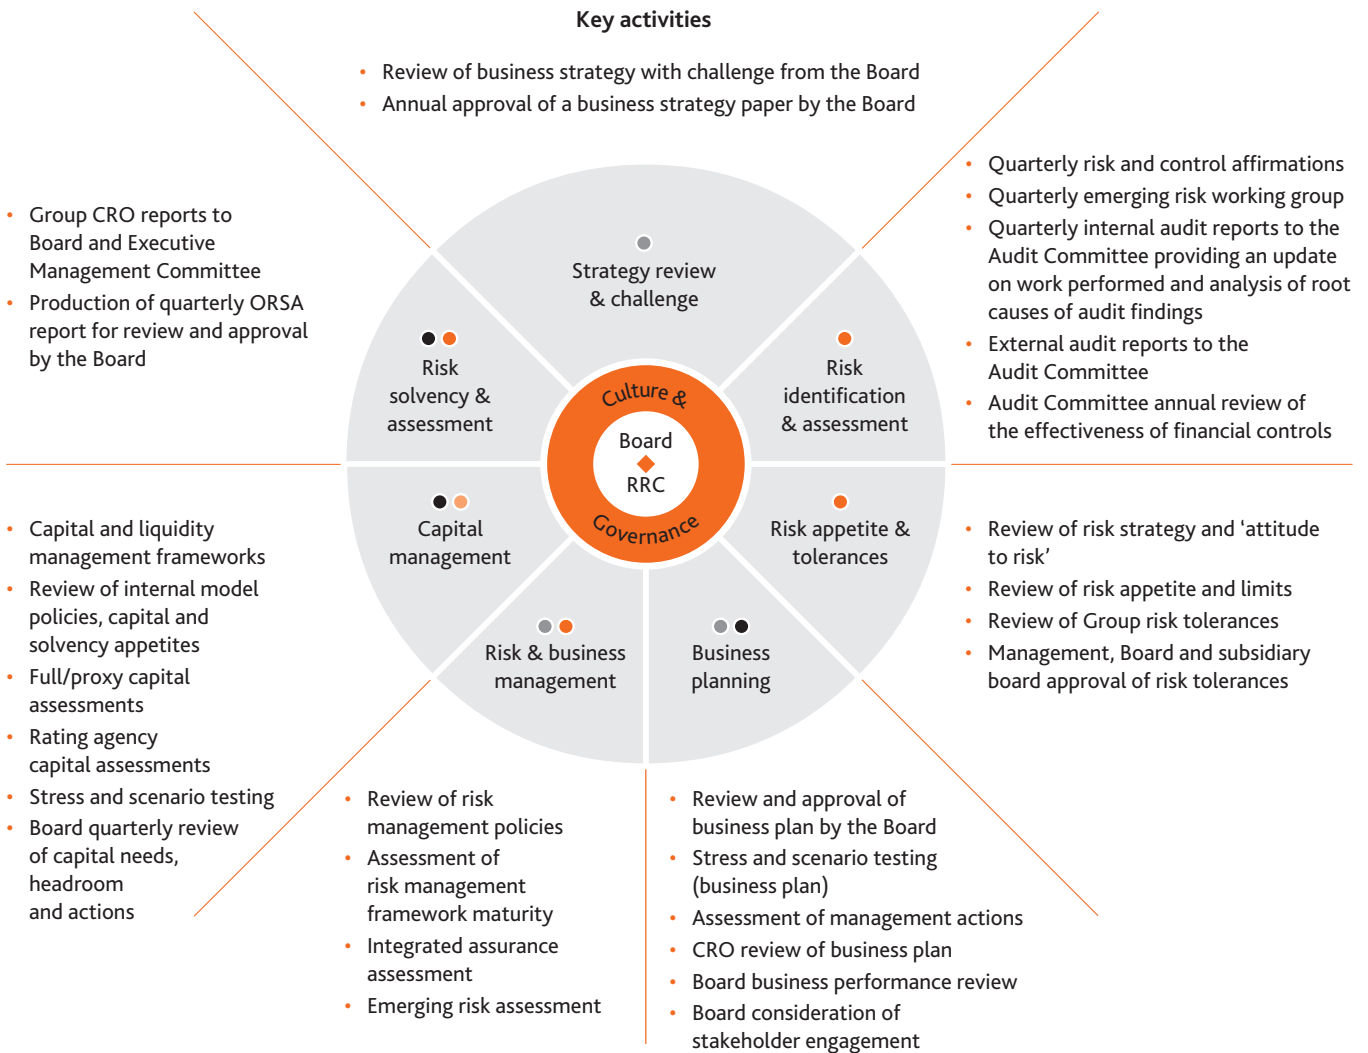 Key activities
• Review of business strategy with challenge from the Board
• Annual approval of a business strategy paper by the Board
• Group CRO reports to
Board and Executive
Management Committee
• Production of quarterly ORSA
report for review and approval
by the Board
• Quarterly risk and control affirmations
• Quarterly emerging risk working group
• Quarterly internal audit reports to the
Audit Committee providing an update
on work performed and analysis of root
causes of audit findings
• External audit reports to the
Audit Committee
• Audit Committee annual review of
the effectiveness of financial controls
Strategy review
& challenge
Risk
solvency &
assessment
Risk
identification
& assessment
Culture &
Board
RRC
Governance
Capital
management
Risk appetite &
tolerances
Risk & business
management
Business
planning
• Capital and liquidity
management frameworks
• Review of internal model
policies, capital and
solvency appetites
• Full/proxy capital
assessments
• Rating agency
capital assessments
• Stress and scenario testing
• Board quarterly review
of capital needs,
headroom
and actions
• Review of risk strategy and ‘attitude
to risk’
• Review of risk appetite and limits
• Review of Group risk tolerances
• Management, Board and subsidiary
board approval of risk tolerances
• Review of risk
management policies
• Assessment of
risk management
framework maturity
• Integrated assurance
assessment
• Emerging risk assessment
• Review and approval of
business plan by the Board
• Stress and scenario testing
(business plan)
• Assessment of management actions
• CRO review of business plan
• Board business performance review
• Board consideration of
stakeholder engagement